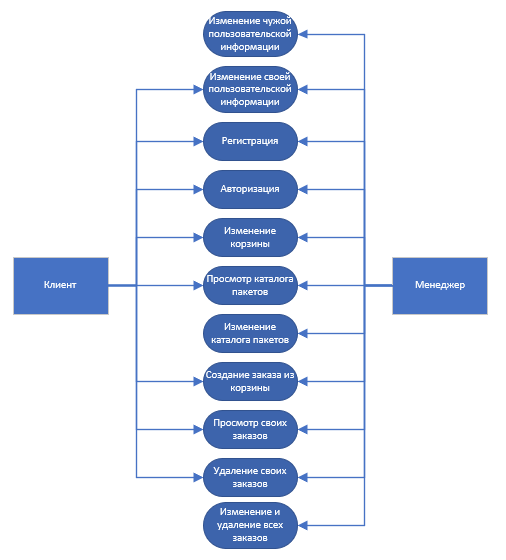 Изменение чужой
пользовательской
информации
Изменение своей
пользовательской
информации
Регистрация
Авторизация
Изменение
корзины
Клиент
Просмотр каталога
пакетов
Менеджер
Изменение
каталога пакетов
Создание заказа из
корзины
Просмотр своих
заказов
Удаление своих
заказов
Изменение и
удаление всех
заказов